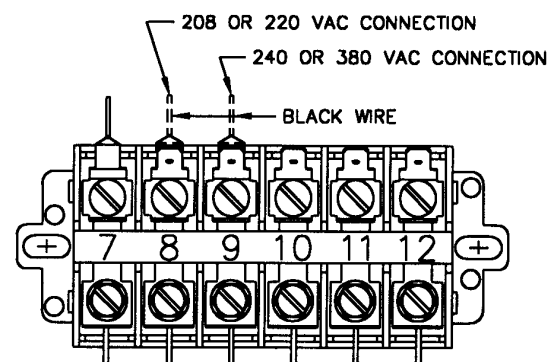 208 OR 220 VAC CONNECTION
240 OR 380 VAC CONNECTION
BLACK WIRE
7 8 9 10 11 12